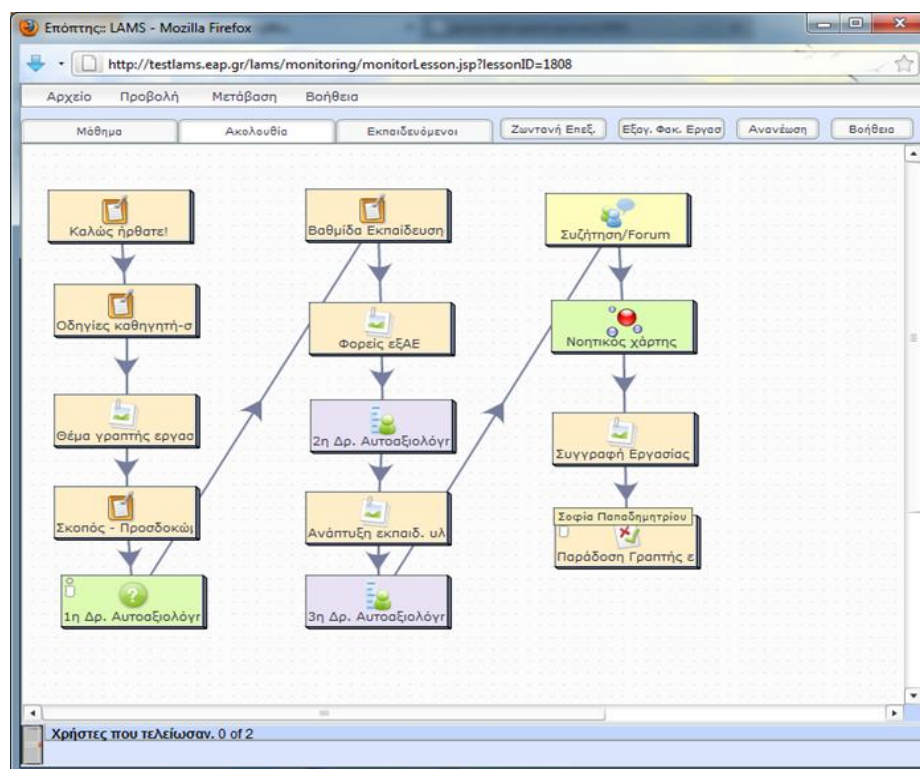 Επόπτης:: LAMS - Mozilla Firefox
http://testlams.eap.gr/lams/monitoring/monitorLesson.jsp?lessonID=1808
Αρχείο Προβολή Μετάβαση Βοήθεια
Μάθημα Ακολουθία Εκπαιδευόμενοι Ζωντανή Επεξ. Εξαγ. Φακ. Εργασ Ανανέωση Βοήθεια
Καλώς ήρθατε!
Οδηγίες καθηγητή-σ
Θέμα γραπτής εργασ
Σκοπός - Προσδοκώμ
1η Δρ. Αυτοαξιολόγη
Βαθμίδα Εκπαίδευση
Φορείς εξΑΕ
2η Δρ. Αυτοαξιολόγη
Ανάπτυξη εκπαιδ. υλ
3η Δρ. Αυτοαξιολόγη
Συζήτηση/Forum
Νοητικός χάρτης
Συγγραφή Εργασίας
Σοφία Παπαδημητρίου
Παράδοση Γραπτής ε
Χρήστες που τελείωσαν. 0 of 2